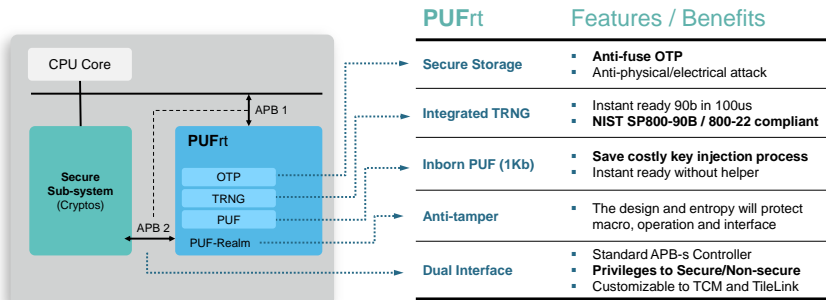 CPU Core
APB 1
Secure
Sub-system
(Cryptos)
PUFrt
OTP
TRNG
PUF
PUF-Realm
APB 2
PUFrt Features / Benefits
Secure Storage
▪ Anti-fuse OTP
▪ Anti-physical/electrical attack
Integrated TRNG
▪ Instant ready 90b in 100us
▪ NIST SP800-90B / 800-22 compliant
Inborn PUF (1Kb)
▪ Save costly key injection process
▪ Instant ready without helper
Anti-tamper
▪ The design and entropy will protect
macro, operation and interface
Dual Interface
▪ Standard APB-s Controller
▪ Privileges to Secure/Non-secure
▪ Customizable to TCM and TileLink